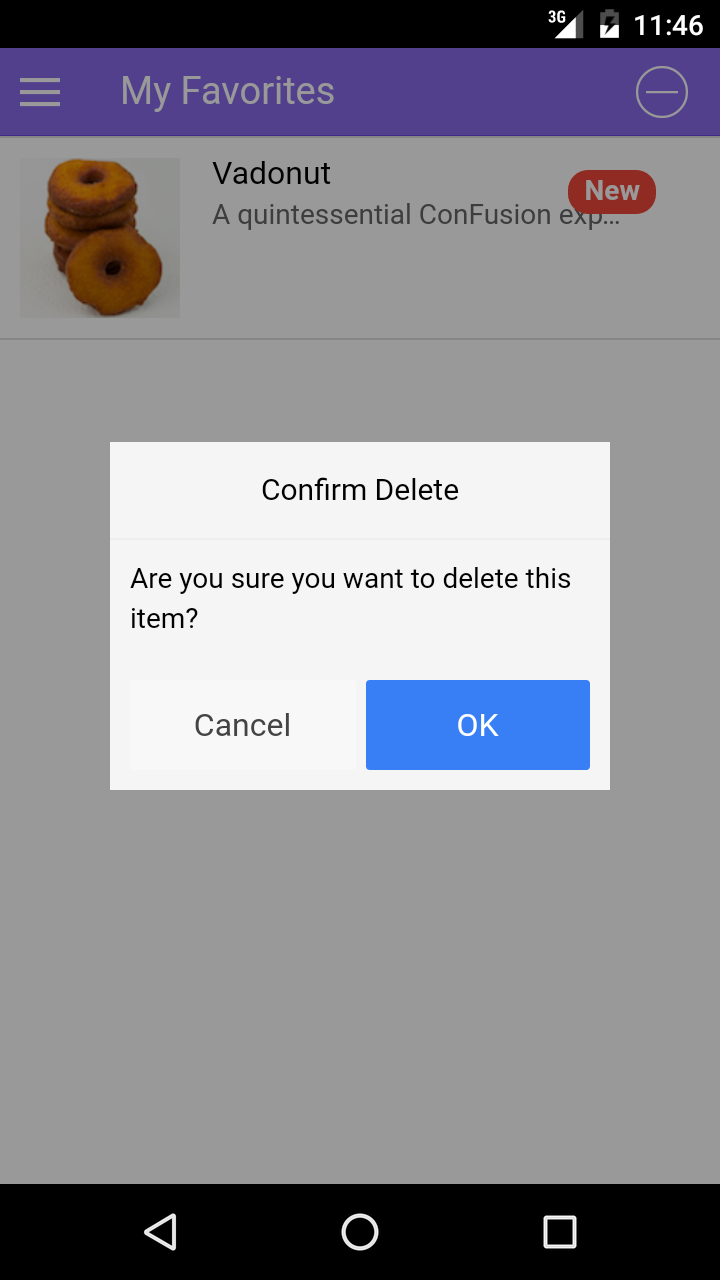 3G 11:46
My Favorites
Vadonut
New
A quintessential ConFusion exp...
Confirm Delete
Are you sure you want to delete this
item?
Cancel OK